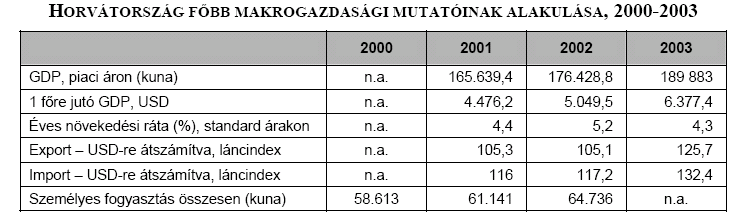 HORVÁTORSZÁG FŐBB MAKROGAZDASÁGI MUTATÓINAK ALAKULÁSA, 2000-2003
2000 2001 2002 2003
GDP, piaci áron (kuna) n.a. 165.639,4 176.428,8 189 883
1 főre jutó GDP, USD n.a. 4.476,2 5.049,5 6.377,4
Éves növekedési ráta (%), standard árakon n.a. 4,4 5,2 4,3
Export – USD-re átszámítva, láncindex n.a. 105,3 105,1 125,7
Import – USD-re átszámítva, láncindex n.a. 116 117,2 132,4
Személyes fogyasztás összesen (kuna) 58.613 61.141 64.736 n.a.